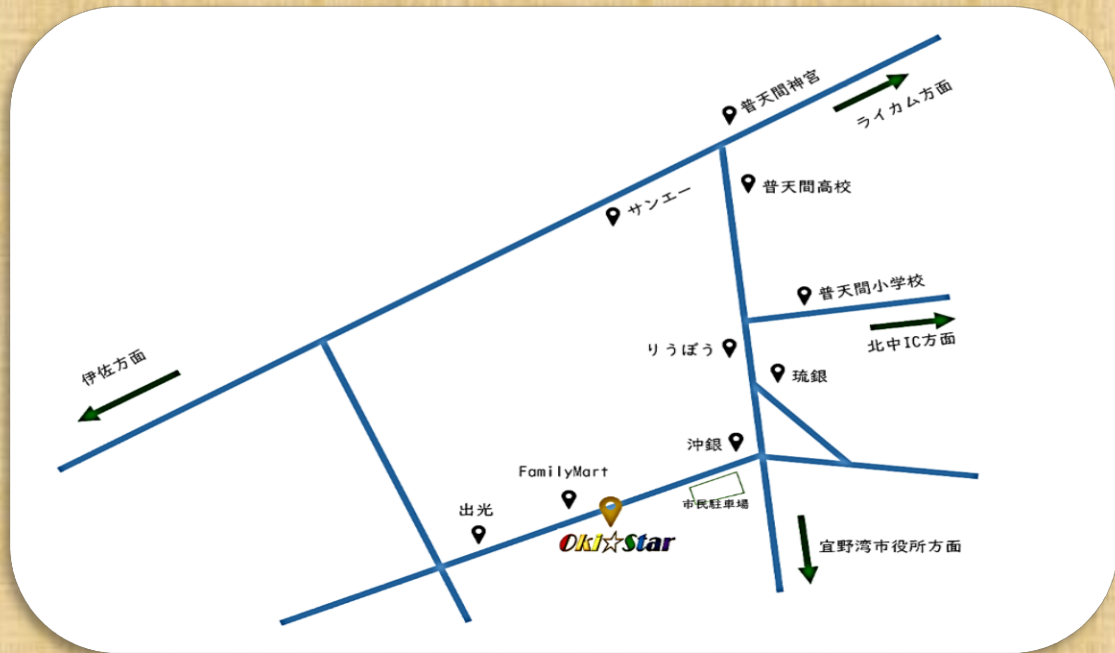 普天間神宮
ライカム方面
普天間高校
サンエー
普天間小学校
北中IC方面
りうぼう
琉銀
伊佐方面
沖銀
FamilyMart
市民駐車場
出光
Oki☆Star
宜野湾市役所方面